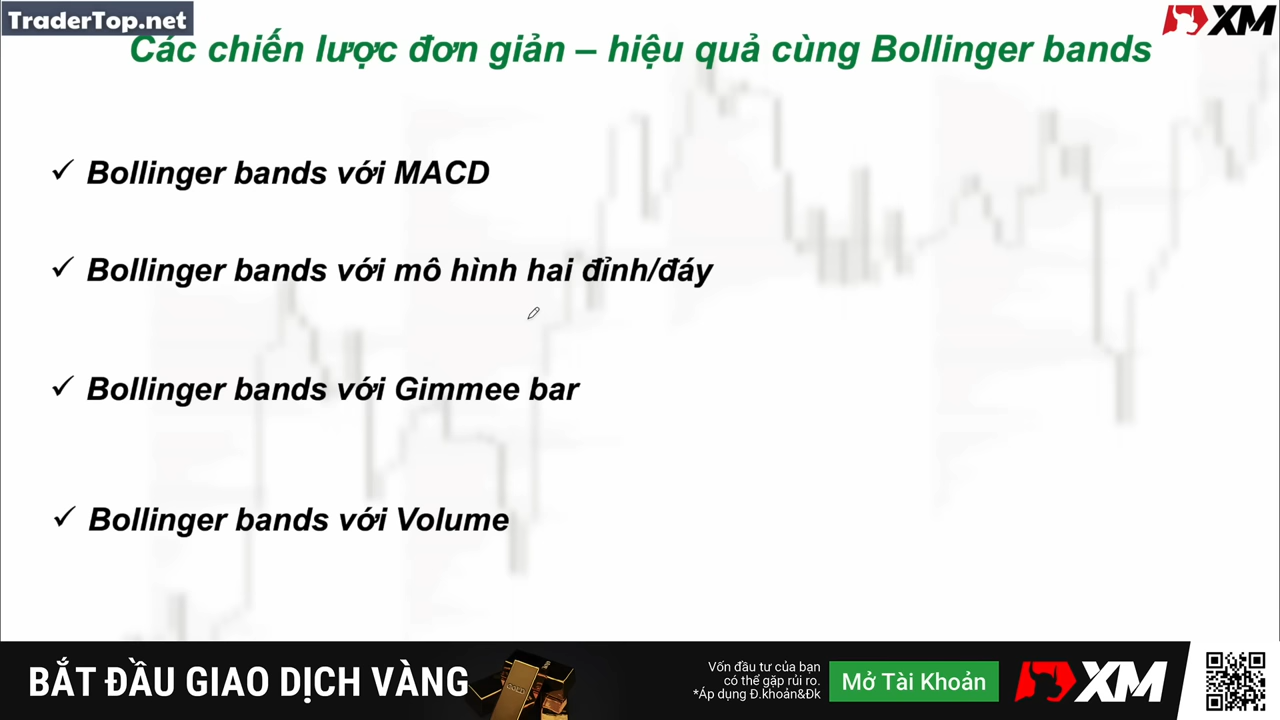 TraderTop.net
XM
Các chiến lược đơn giản – hiệu quả cùng Bollinger bands
✓ Bollinger bands với MACD
✓ Bollinger bands với mô hình hai đỉnh/đáy
✓ Bollinger bands với Gimmee bar
✓ Bollinger bands với Volume
BẮT ĐẦU GIAO DỊCH VÀNG
Vốn đầu tư của bạn
có thể gặp rủi ro.
*Áp dụng Đ.khoản&Đk
Mở Tài Khoản
XM